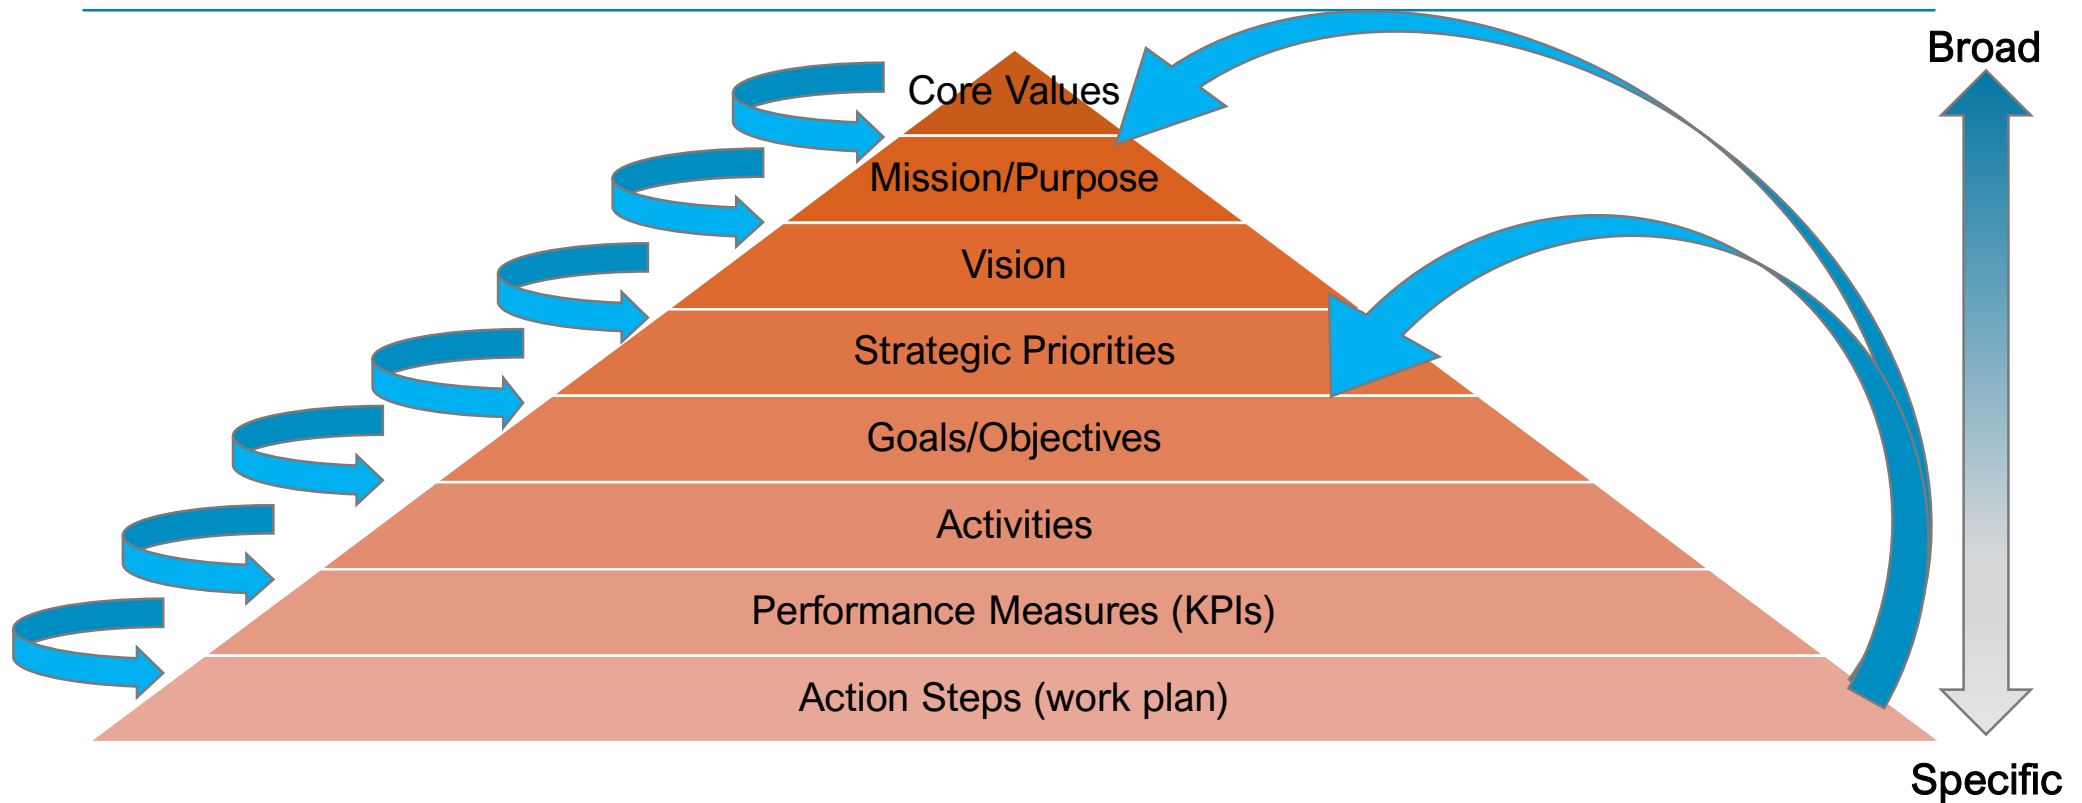 Broad
Core Values
Mission/Purpose
Vision
Strategic Priorities
Goals/Objectives
Activities
Performance Measures (KPIs)
Action Steps (work plan)
Specific